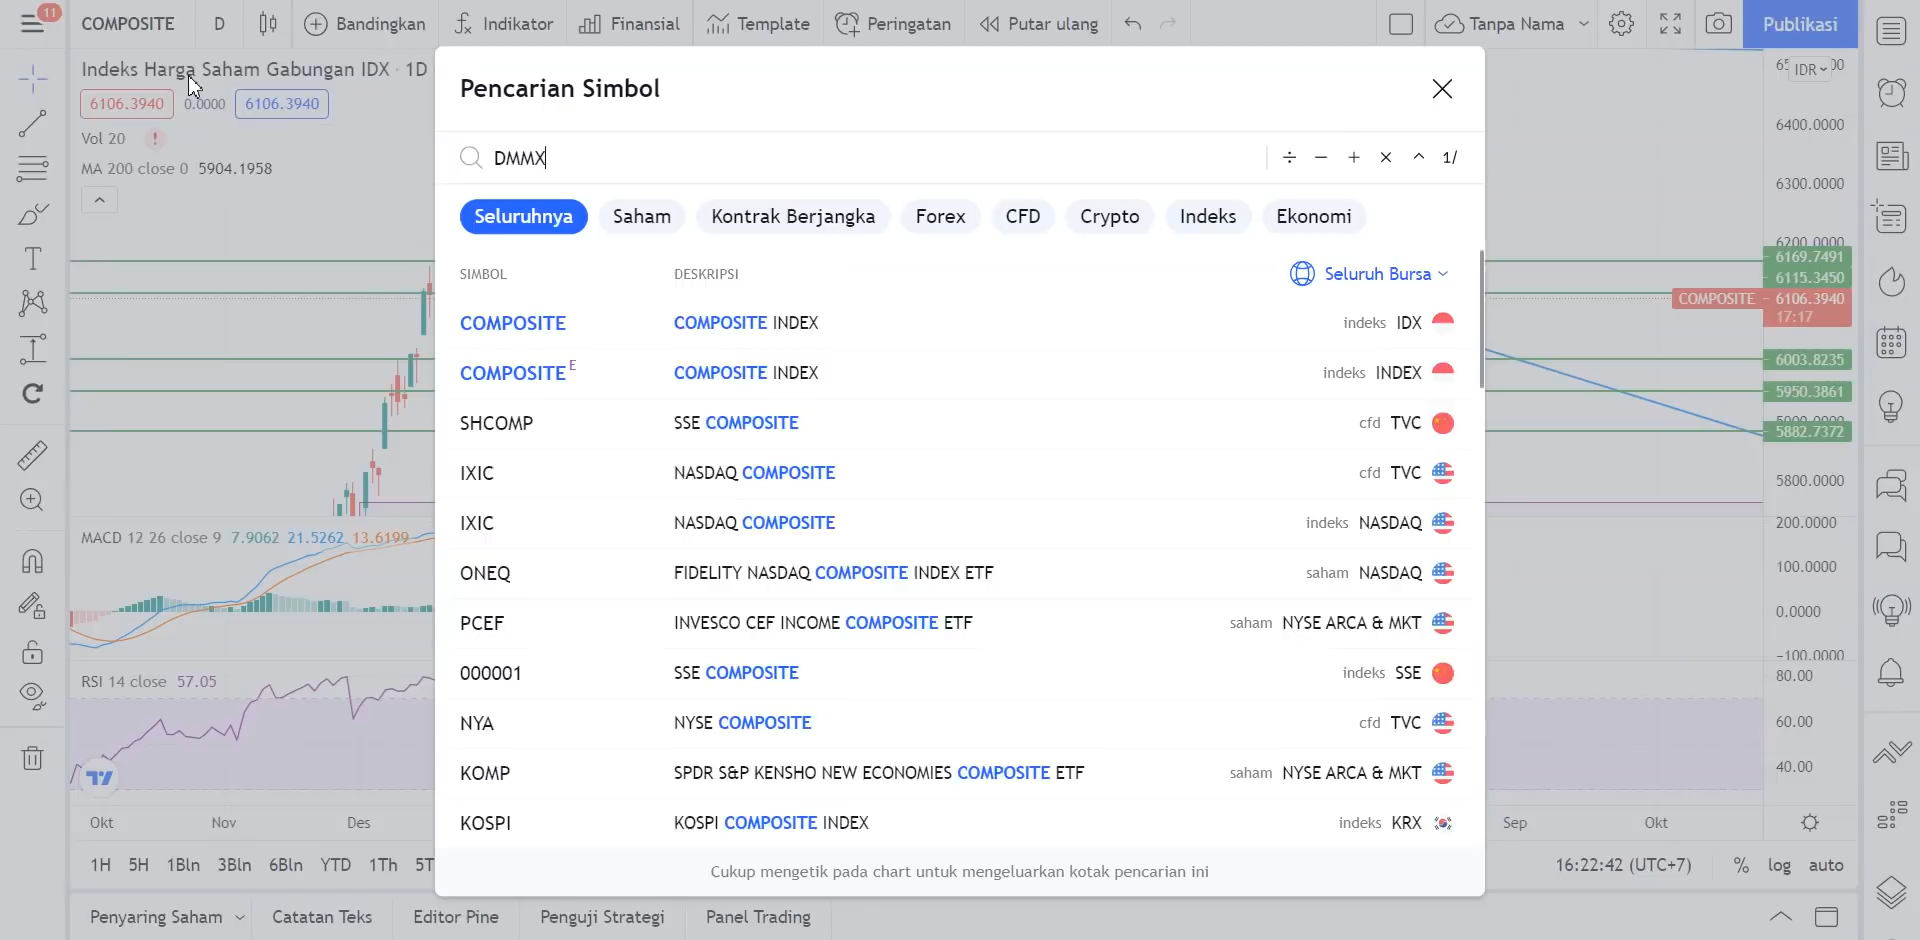 11
COMPOSITE D Bandingkan Indikator Finansial Template Peringatan Putar ulang Tanpa Nama Publikasi
Indeks Harga Saham Gabungan IDX · 1D
6106.3940 0.0000 6106.3940
Vol 20 !
MA 200 close 0 5904.1958
IDR
6400.0000
6300.0000
6200.0000
6169.7491
6115.3450
COMPOSITE 6106.3940
17:17
6003.8235
5950.3861
5882.7372
5800.0000
Pencarian Simbol
DMMX ÷ − + × ^ 1/
Seluruhnya Saham Kontrak Berjangka Forex CFD Crypto Indeks Ekonomi
SIMBOL DESKRIPSI Seluruh Bursa
COMPOSITE COMPOSITE INDEX indeks IDX
COMPOSITE E COMPOSITE INDEX indeks INDEX
SHCOMP SSE COMPOSITE cfd TVC
IXIC NASDAQ COMPOSITE cfd TVC
IXIC NASDAQ COMPOSITE indeks NASDAQ
ONEQ FIDELITY NASDAQ COMPOSITE INDEX ETF saham NASDAQ
PCEF INVESCO CEF INCOME COMPOSITE ETF saham NYSE ARCA & MKT
000001 SSE COMPOSITE indeks SSE
NYA NYSE COMPOSITE cfd TVC
KOMP SPDR S&P KENSHO NEW ECONOMIES COMPOSITE ETF saham NYSE ARCA & MKT
KOSPI KOSPI COMPOSITE INDEX indeks KRX
Cukup mengetik pada chart untuk mengeluarkan kotak pencarian ini
MACD 12 26 close 9 7.9062 21.5262 13.6199
200.0000
100.0000
0.0000
−100.0000
RSI 14 close 57.05
80.00
60.00
40.00
Okt Nov Des Sep Okt
1H 5H 1Bln 3Bln 6Bln YTD 1Th 16:22:42 (UTC+7) % log auto
Penyaring Saham Catatan Teks Editor Pine Penguji Strategi Panel Trading